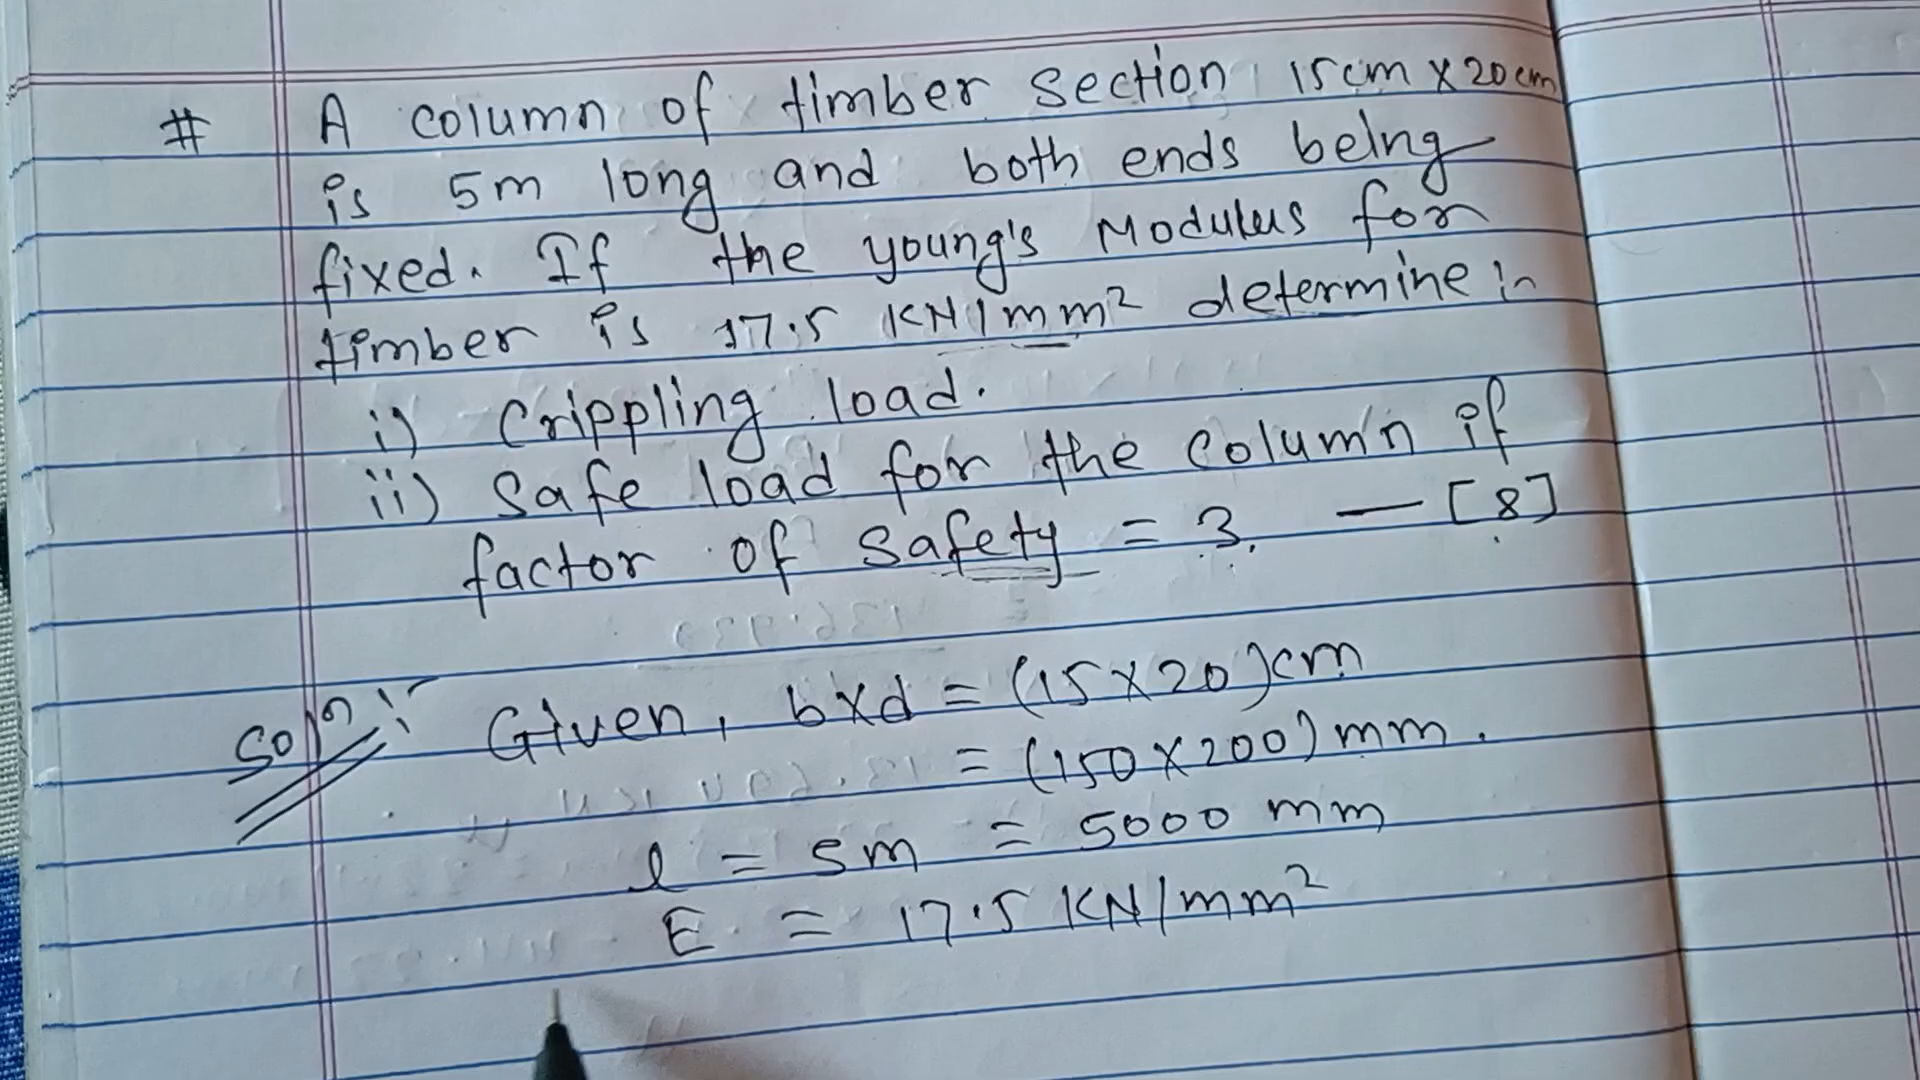 # A column of timber section 15cm x 20cm
is 5m long and both ends being
fixed. If the young's Modulus for
timber is 17.5 KN/mm² determine in
i) Crippling load.
ii) Safe load for the column if
factor of safety = 3. — [8]
Solⁿ:- Given, bxd = (15x20)cm
= (150x200)mm.
l = 5m = 5000 mm
E = 17.5 KN/mm²